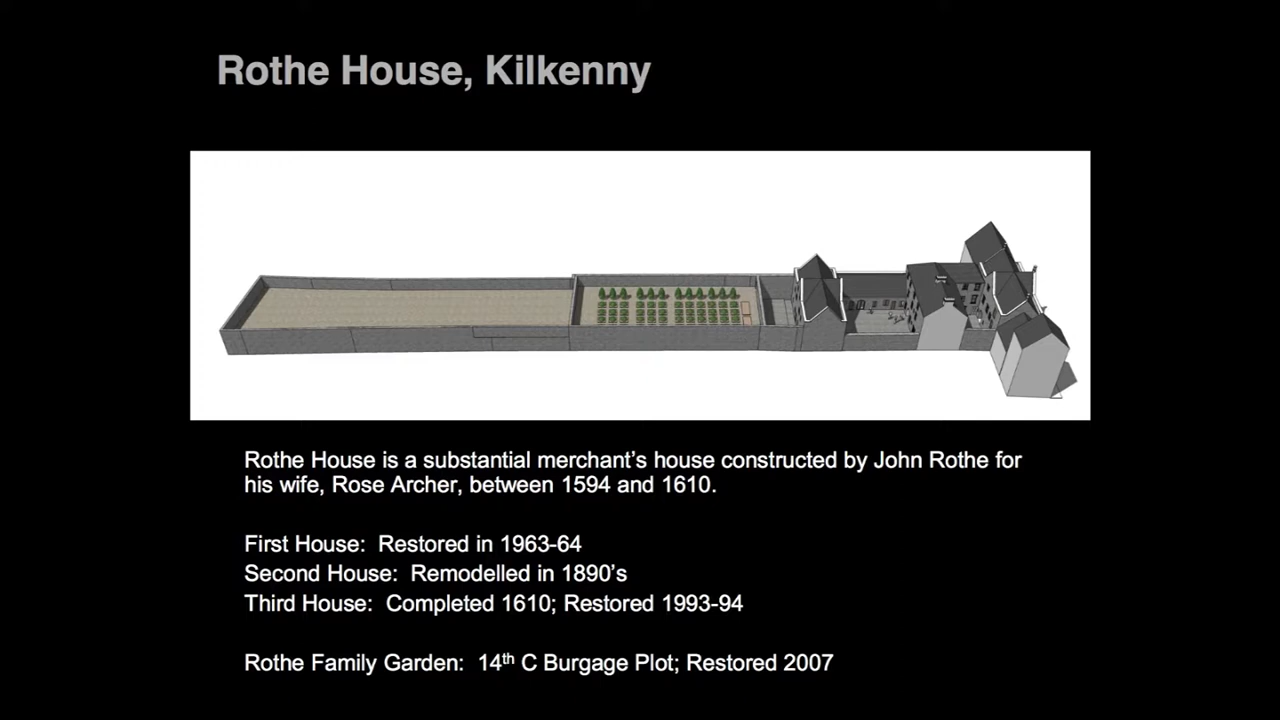 Rothe House, Kilkenny
Rothe House is a substantial merchant’s house constructed by John Rothe for
his wife, Rose Archer, between 1594 and 1610.
First House: Restored in 1963-64
Second House: Remodelled in 1890’s
Third House: Completed 1610; Restored 1993-94
Rothe Family Garden: 14th C Burgage Plot; Restored 2007